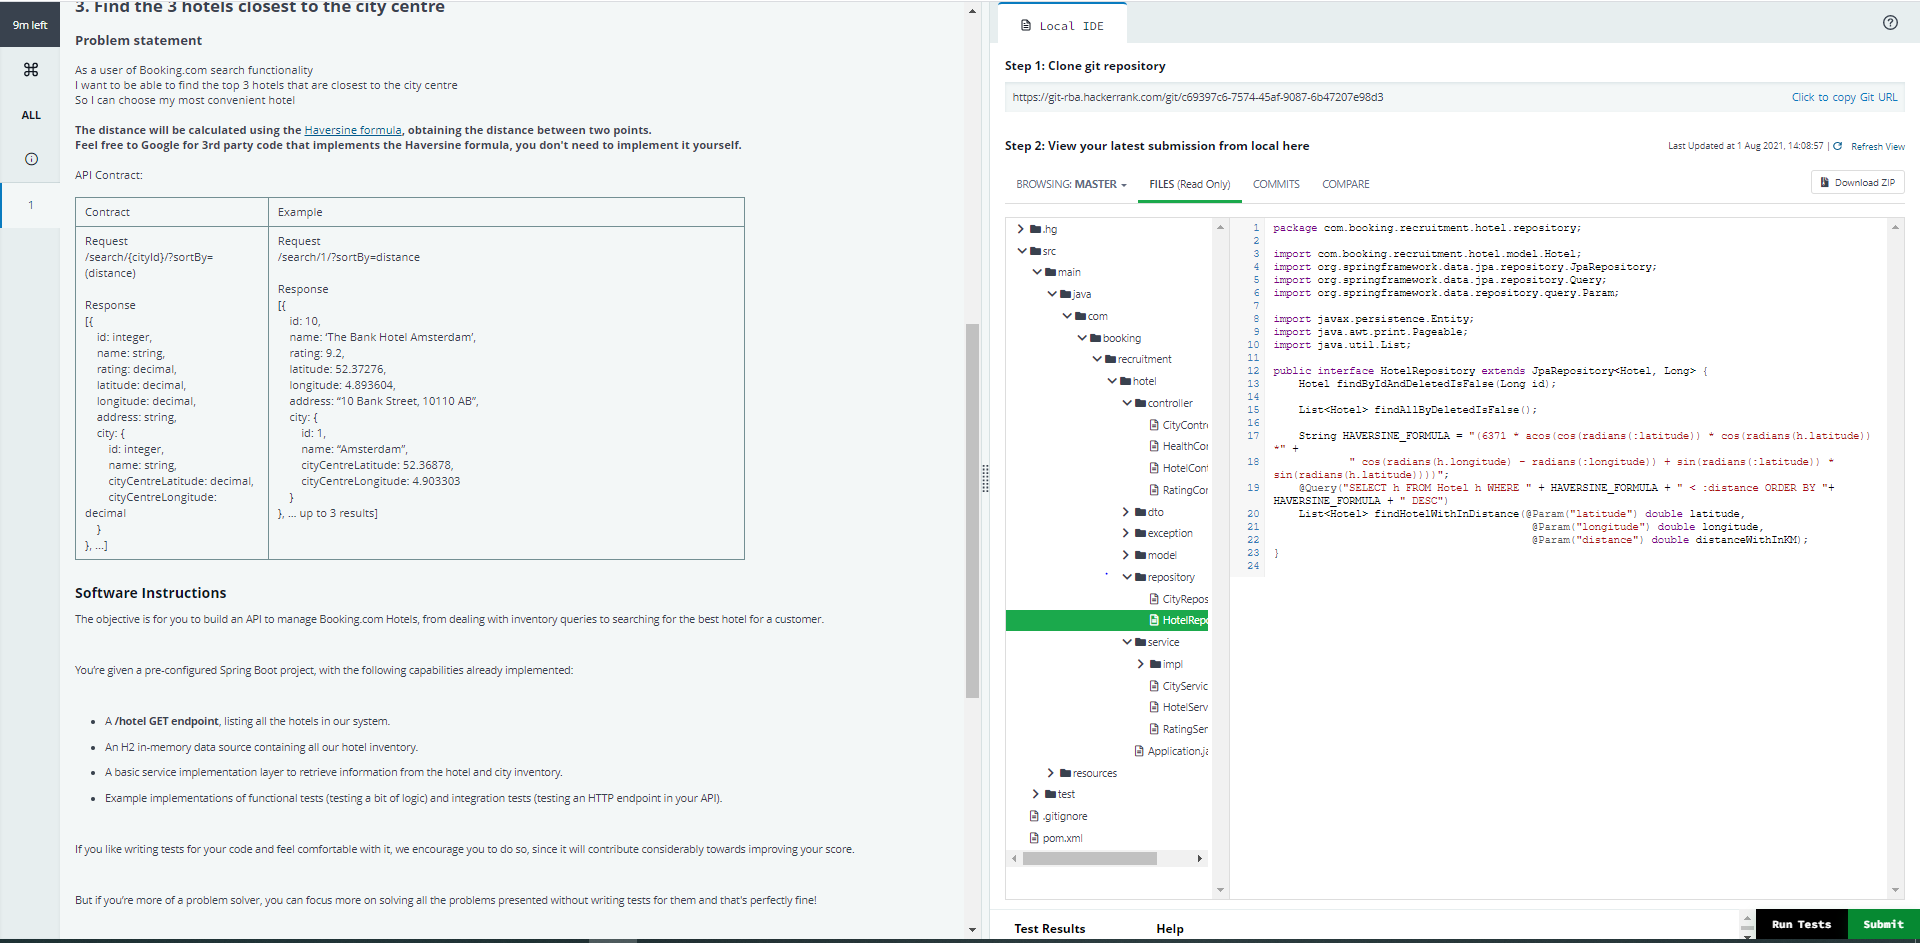 9m left
ALL
1
3. Find the 3 hotels closest to the city centre
Problem statement
As a user of Booking.com search functionality
I want to be able to find the top 3 hotels that are closest to the city centre
So I can choose my most convenient hotel
The distance will be calculated using the Haversine formula, obtaining the distance between two points.
Feel free to Google for 3rd party code that implements the Haversine formula, you don't need to implement it yourself.
API Contract:
Contract
Request
/search/{cityId}/?sortBy=
(distance)
Response
[{
id: integer,
name: string,
rating: decimal,
latitude: decimal,
longitude: decimal,
address: string,
city: {
id: integer,
name: string,
cityCentreLatitude: decimal,
cityCentreLongitude:
decimal
}
}, ...]
Example
Request
/search/1/?sortBy=distance
Response
[{
id: 10,
name: ‘The Bank Hotel Amsterdam’,
rating: 9.2,
latitude: 52.37276,
longitude: 4.893604,
address: “10 Bank Street, 10110 AB”,
city: {
id: 1,
name: “Amsterdam”,
cityCentreLatitude: 52.36878,
cityCentreLongitude: 4.903303
}
}, ... up to 3 results]
Software Instructions
The objective is for you to build an API to manage Booking.com Hotels, from dealing with inventory queries to searching for the best hotel for a customer.
You're given a pre-configured Spring Boot project, with the following capabilities already implemented:
• A /hotel GET endpoint, listing all the hotels in our system.
• An H2 in-memory data source containing all our hotel inventory.
• A basic service implementation layer to retrieve information from the hotel and city inventory.
• Example implementations of functional tests (testing a bit of logic) and integration tests (testing an HTTP endpoint in your API).
If you like writing tests for your code and feel comfortable with it, we encourage you to do so, since it will contribute considerably towards improving your score.
But if you're more of a problem solver, you can focus more on solving all the problems presented without writing tests for them and that's perfectly fine!
Local IDE
Step 1: Clone git repository
https://git-rba.hackerrank.com/git/c69397c6-7574-45af-9087-6b47207e98d3
Click to copy Git URL
Step 2: View your latest submission from local here
Last Updated at 1 Aug 2021, 14:08:57 | Refresh View
BROWSING: MASTER
FILES (Read Only)
COMMITS
COMPARE
Download ZIP
.hg
src
main
java
com
booking
recruitment
hotel
controller
CityContr
HealthCor
HotelCont
RatingCor
dto
exception
model
repository
CityRepos
HotelRepo
service
impl
CityServic
HotelServ
RatingSer
Application.ja
resources
test
.gitignore
pom.xml
1 package com.booking.recruitment.hotel.repository;
2
3 import com.booking.recruitment.hotel.model.Hotel;
4 import org.springframework.data.jpa.repository.JpaRepository;
5 import org.springframework.data.jpa.repository.Query;
6 import org.springframework.data.repository.query.Param;
7
8 import javax.persistence.Entity;
9 import java.awt.print.Pageable;
10 import java.util.List;
11
12 public interface HotelRepository extends JpaRepository<Hotel, Long> {
13 Hotel findByIdAndDeletedIsFalse(Long id);
14
15 List<Hotel> findAllByDeletedIsFalse();
16
17 String HAVERSINE_FORMULA = "(6371 * acos(cos(radians(:latitude)) * cos(radians(h.latitude))
*" +
18 " cos(radians(h.longitude) - radians(:longitude)) + sin(radians(:latitude)) *
sin(radians(h.latitude))))";
19 @Query("SELECT h FROM Hotel h WHERE " + HAVERSINE_FORMULA + " < :distance ORDER BY "+
HAVERSINE_FORMULA + " DESC")
20 List<Hotel> findHotelWithInDistance(@Param("latitude") double latitude,
21 @Param("longitude") double longitude,
22 @Param("distance") double distanceWithInKM);
23 }
24
Test Results
Help
Run Tests
Submit